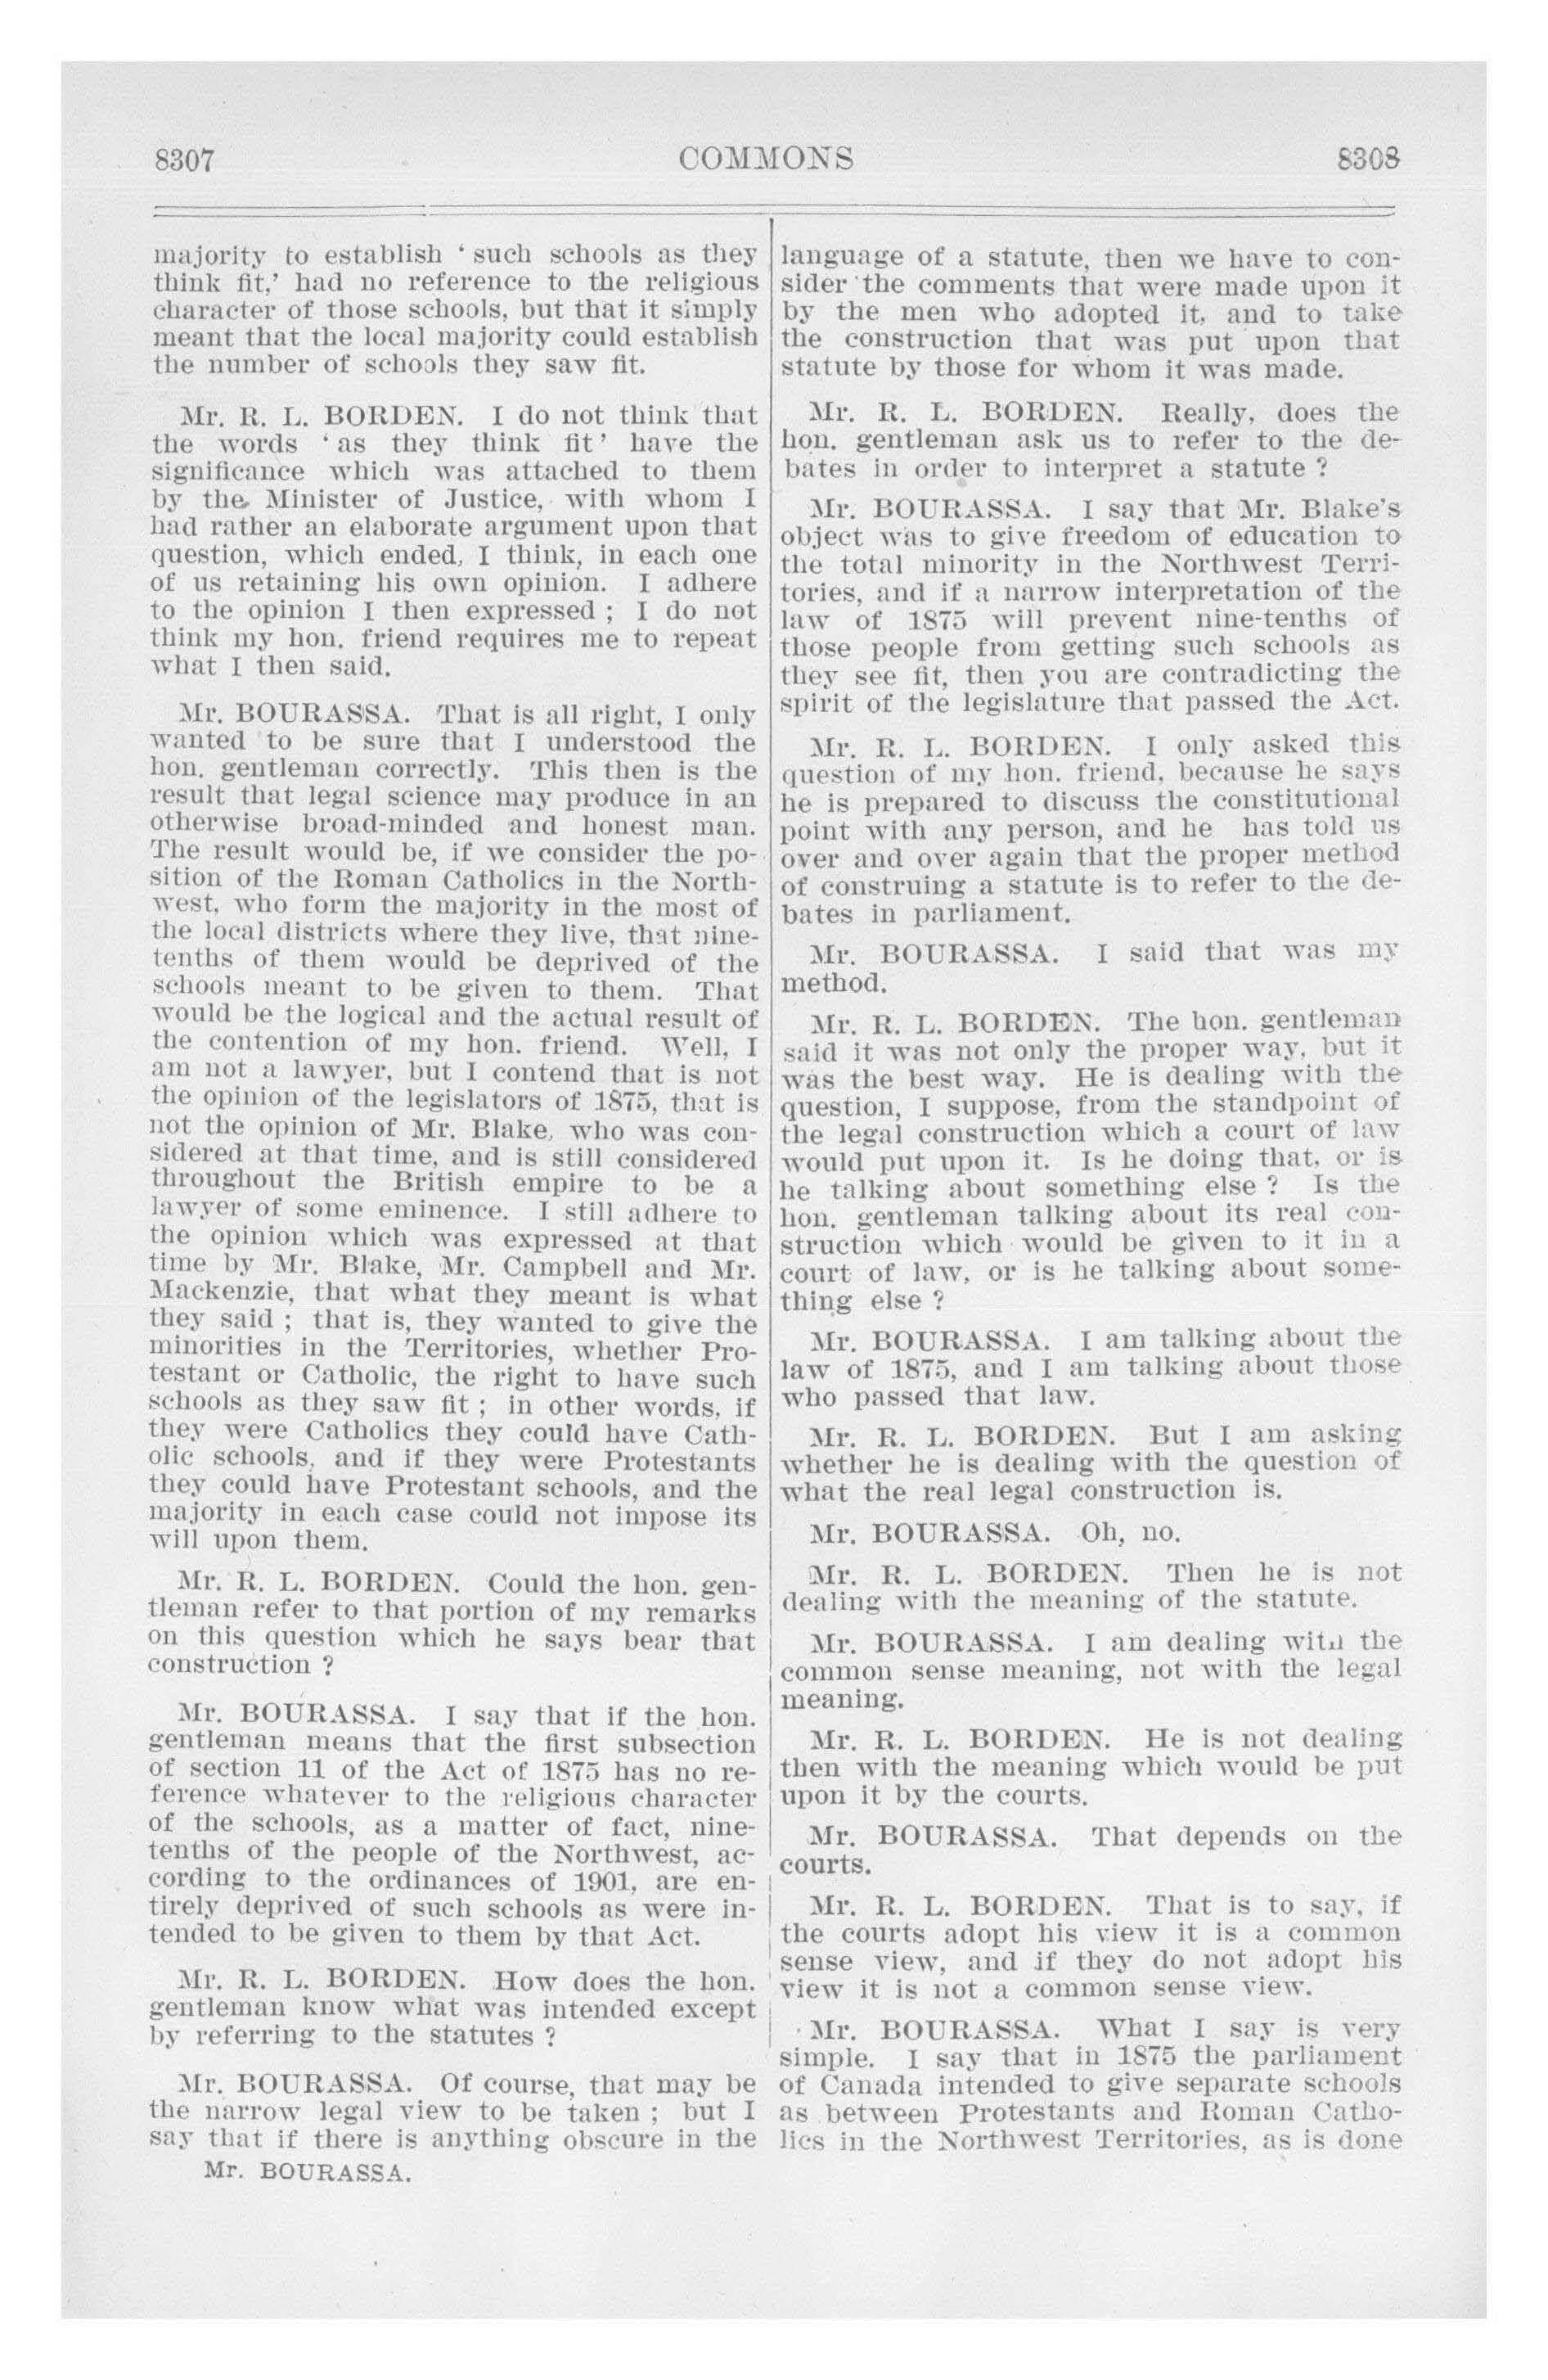 8307
COMMONS
8308
majority to establish ‘ such schools as they
think fit,’ had no reference to the religious
character of those schools, but that it simply
meant that the local majority could establish
the number of schools they saw fit.
Mr. R. L. BORDEN. I do not think that
the words ‘ as they think fit ’ have the
significance which was attached to them
by the Minister of Justice, with whom I
had rather an elaborate argument upon that
question, which ended, I think, in each one
of us retaining his own opinion. I adhere
to the opinion I then expressed ; I do not
think my hon. friend requires me to repeat
what I then said.
Mr. BOURASSA. That is all right, I only
wanted to be sure that I understood the
hon. gentleman correctly. This then is the
result that legal science may produce in an
otherwise broad-minded and honest man.
The result would be, if we consider the po-
sition of the Roman Catholics in the North-
west, who form the majority in the most of
the local districts where they live, that nine-
tenths of them would be deprived of the
schools meant to be given to them. That
would be the logical and the actual result of
the contention of my hon. friend. Well, I
am not a lawyer, but I contend that is not
the opinion of the legislators of 1875, that is
not the opinion of Mr. Blake, who was con-
sidered at that time, and is still considered
throughout the British empire to be a
lawyer of some eminence. I still adhere to
the opinion which was expressed at that
time by Mr. Blake, Mr. Campbell and Mr.
Mackenzie, that what they meant is what
they said ; that is, they wanted to give the
minorities in the Territories, whether Pro-
testant or Catholic, the right to have such
schools as they saw fit ; in other words, if
they were Catholics they could have Cath-
olic schools, and if they were Protestants
they could have Protestant schools, and the
majority in each case could not impose its
will upon them.
Mr. R. L. BORDEN. Could the hon. gen-
tleman refer to that portion of my remarks
on this question which he says bear that
construction ?
Mr. BOURASSA. I say that if the hon.
gentleman means that the first subsection
of section 11 of the Act of 1875 has no re-
ference whatever to the religious character
of the schools, as a matter of fact, nine-
tenths of the people of the Northwest, ac-
cording to the ordinances of 1901, are en-
tirely deprived of such schools as were in-
tended to be given to them by that Act.
Mr. R. L. BORDEN. How does the hon.
gentleman know what was intended except
by referring to the statutes ?
Mr. BOURASSA. Of course, that may be
the narrow legal view to be taken ; but I
say that if there is anything obscure in the
Mr. BOURASSA.
language of a statute, then we have to con-
sider the comments that were made upon it
by the men who adopted it, and to take
the construction that was put upon that
statute by those for whom it was made.
Mr. R. L. BORDEN. Really, does the
hon. gentleman ask us to refer to the de-
bates in order to interpret a statute ?
Mr. BOURASSA. I say that Mr. Blake's
object was to give freedom of education to
the total minority in the Northwest Terri-
tories, and if a narrow interpretation of the
law of 1875 will prevent nine-tenths of
those people from getting such schools as
they see fit, then you are contradicting the
spirit of the legislature that passed the Act.
Mr. R. L. BORDEN. I only asked this
question of my hon. friend, because he says
he is prepared to discuss the constitutional
point with any person, and he has told us
over and over again that the proper method
of construing a statute is to refer to the de-
bates in parliament.
Mr. BOURASSA. I said that was my
method.
Mr. R. L. BORDEN. The hon. gentleman
said it was not only the proper way, but it
was the best way. He is dealing with the
question, I suppose, from the standpoint of
the legal construction which a court of law
would put upon it. Is he doing that, or is
he talking about something else ? Is the
hon. gentleman talking about its real con-
struction which would be given to it in a
court of law, or is he talking about some-
thing else ?
Mr. BOURASSA. I am talking about the
law of 1875, and I am talking about those
who passed that law.
Mr. R. L. BORDEN. But I am asking
whether he is dealing with the question of
what the real legal construction is.
Mr. BOURASSA. Oh, no.
Mr. R. L. BORDEN. Then he is not
dealing with the meaning of the statute.
Mr. BOURASSA. I am dealing with the
common sense meaning, not with the legal
meaning.
Mr. R. L. BORDEN. He is not dealing
then with the meaning which would be put
upon it by the courts.
Mr. BOURASSA. That depends on the
courts.
Mr. R. L. BORDEN. That is to say, if
the courts adopt his view it is a common
sense view, and if they do not adopt his
view it is not a common sense view.
Mr. BOURASSA. What I say is very
simple. I say that in 1875 the parliament
of Canada intended to give separate schools
as between Protestants and Roman Catho-
lics in the Northwest Territories, as is done